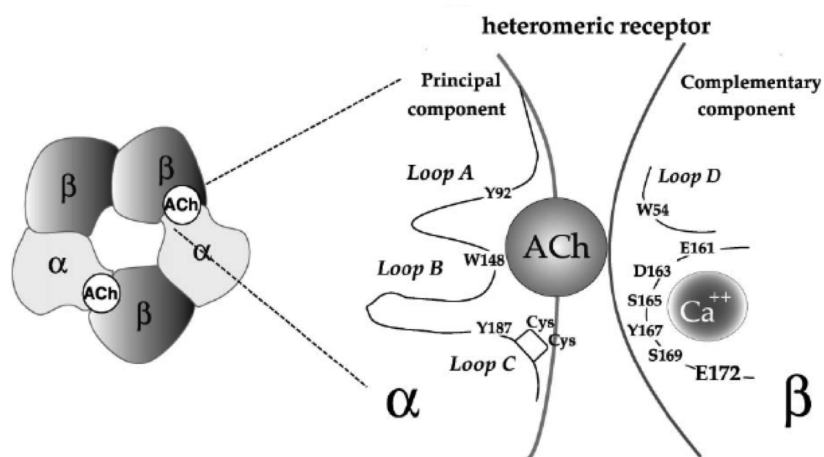 heteromeric receptor
Principal
component
Complementary
component
β
β
ACh
α
α
ACh
β
Loop A
Y92
Loop B
W148
Y187
Cys
Cys
Loop C
α
ACh
Loop D
W54
E161
D163
S165
Y167
S169
E172
Ca++
β